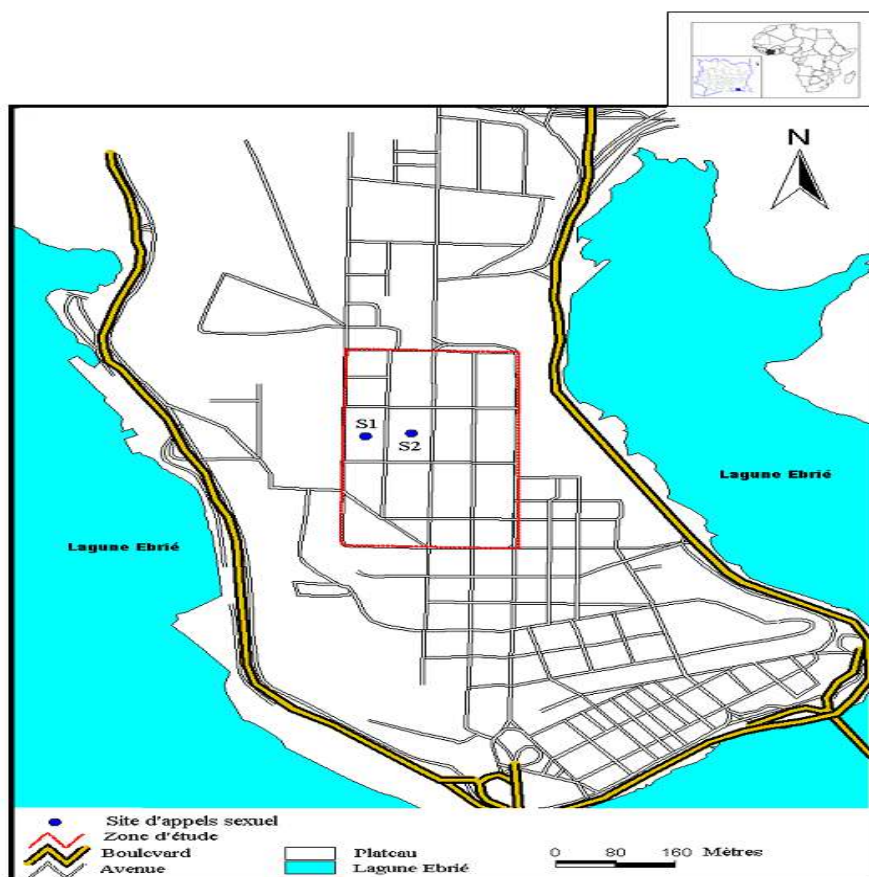 N
S1
S2
Lagune Ebrié
Lagune Ebrié
Site d'appels sexuel
Zone d'étude
Boulevard
Avenue
Plateau
Lagune Ebrié
0 80 160 Mètres